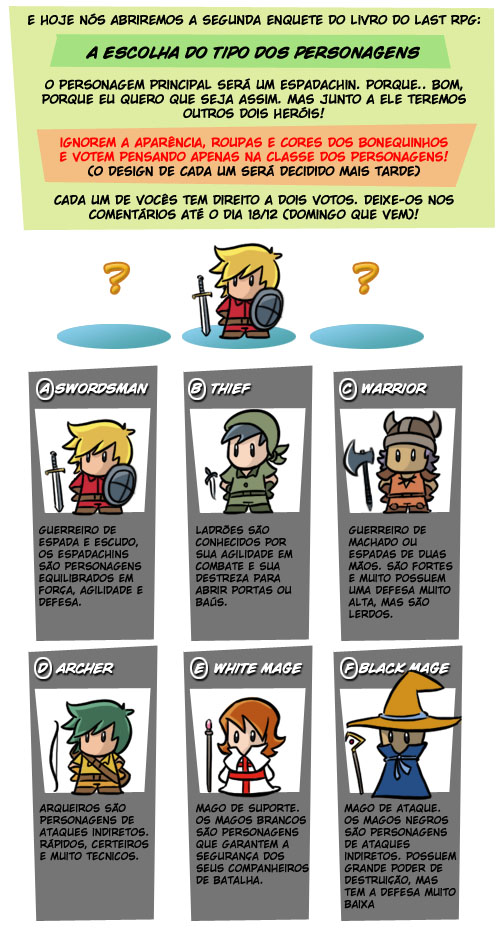 E HOJE NÓS ABRIREMOS A SEGUNDA ENQUETE DO LIVRO DO LAST RPG:
A ESCOLHA DO TIPO DOS PERSONAGENS
O PERSONAGEM PRINCIPAL SERÁ UM ESPADACHIN. PORQUE.. BOM,
PORQUE EU QUERO QUE SEJA ASSIM. MAS JUNTO A ELE TEREMOS
OUTROS DOIS HERÓIS!
IGNOREM A APARÊNCIA, ROUPAS E CORES DOS BONEQUINHOS
E VOTEM PENSANDO APENAS NA CLASSE DOS PERSONAGENS!
(O DESIGN DE CADA UM SERÁ DECIDIDO MAIS TARDE)
CADA UM DE VOCÊS TEM DIREITO A DOIS VOTOS. DEIXE-OS NOS
COMENTÁRIOS ATÉ O DIA 18/12 (DOMINGO QUE VEM)!
? ?
A SWORDSMAN
GUERREIRO DE
ESPADA E ESCUDO,
OS ESPADACHINS
SÃO PERSONAGENS
EQUILIBRADOS EM
FORÇA, AGILIDADE E
DEFESA.
B THIEF
LADRÕES SÃO
CONHECIDOS POR
SUA AGILIDADE EM
COMBATE E SUA
DESTREZA PARA
ABRIR PORTAS OU
BAÚS.
C WARRIOR
GUERREIRO DE
MACHADO OU
ESPADAS DE DUAS
MÃOS. SÃO FORTES
E MUITO POSSUEM
UMA DEFESA MUITO
ALTA, MAS SÃO
LERDOS.
D ARCHER
ARQUEIROS SÃO
PERSONAGENS DE
ATAQUES INDIRETOS.
RÁPIDOS, CERTEIROS
E MUITO TECNICOS.
E WHITE MAGE
MAGO DE SUPORTE.
OS MAGOS BRANCOS
SÃO PERSONAGENS
QUE GARANTEM A
SEGURANÇA DOS
SEUS COMPANHEIROS
DE BATALHA.
F BLACK MAGE
MAGO DE ATAQUE.
OS MAGOS NEGROS
SÃO PERSONAGENS
DE ATAQUES
INDIRETOS. POSSUEM
GRANDE PODER DE
DESTRUIÇÃO, MAS
TEM A DEFESA MUITO
BAIXA